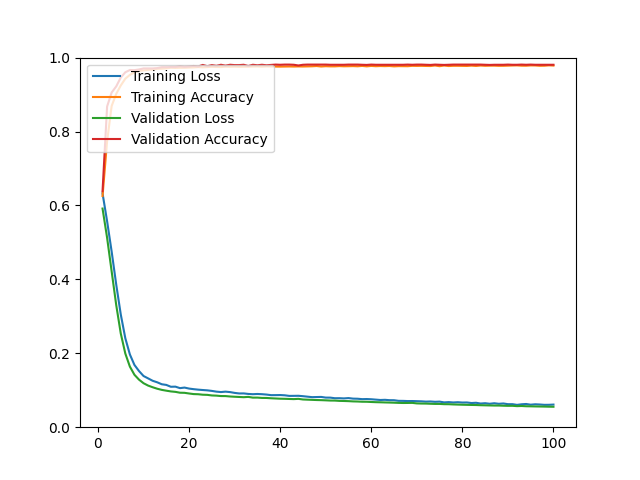 1.0
0.8
0.6
0.4
0.2
0.0
Training Loss
Training Accuracy
Validation Loss
Validation Accuracy
0 20 40 60 80 100